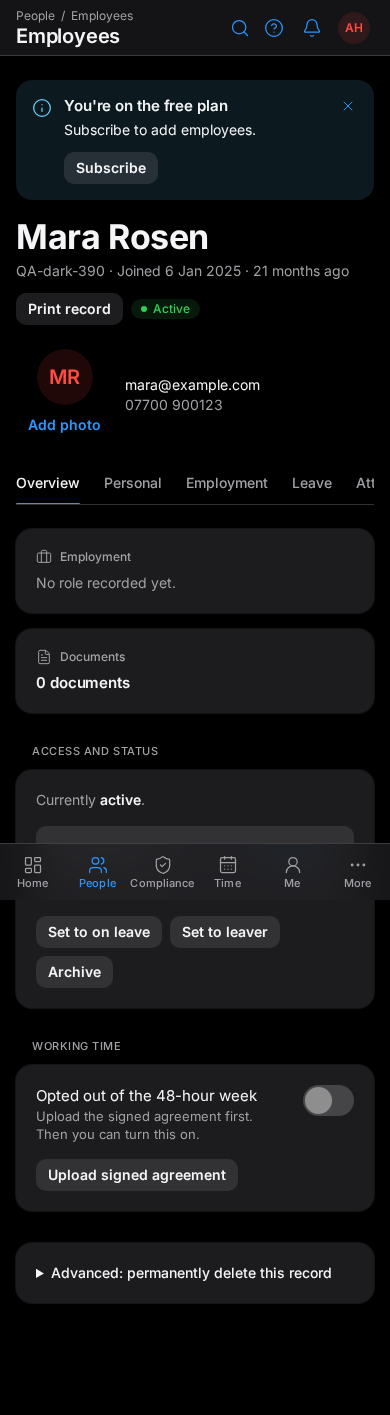 People / Employees
Employees
AH
You're on the free plan
Subscribe to add employees.
Subscribe
Mara Rosen
QA-dark-390 · Joined 6 Jan 2025 · 21 months ago
Print record
Active
MR
Add photo
mara@example.com
07700 900123
Overview Personal Employment Leave Att
Employment
No role recorded yet.
Documents
0 documents
ACCESS AND STATUS
Currently active.
Home People Compliance Time Me More
Set to on leave Set to leaver
Archive
WORKING TIME
Opted out of the 48-hour week
Upload the signed agreement first.
Then you can turn this on.
Upload signed agreement
Advanced: permanently delete this record